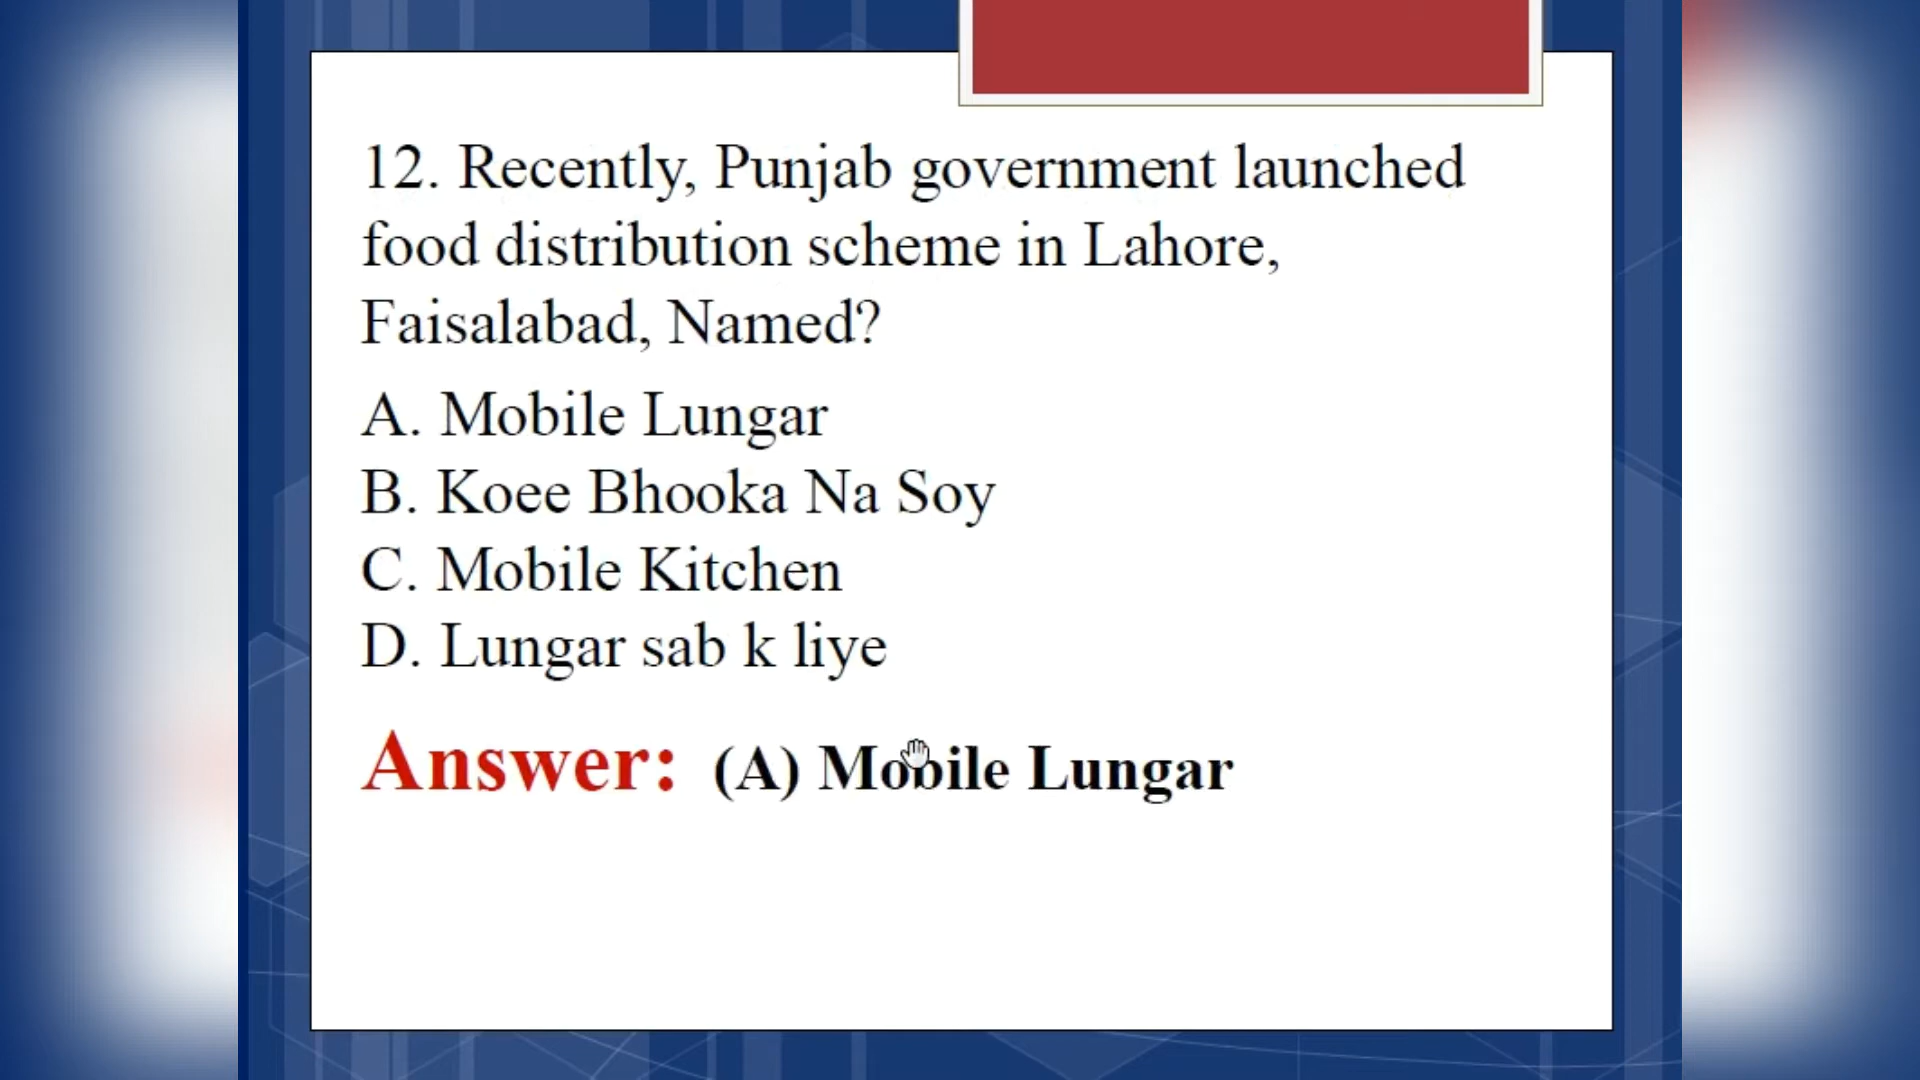 12. Recently, Punjab government launched
food distribution scheme in Lahore,
Faisalabad, Named?
A. Mobile Lungar
B. Koee Bhooka Na Soy
C. Mobile Kitchen
D. Lungar sab k liye
Answer: (A) Mobile Lungar